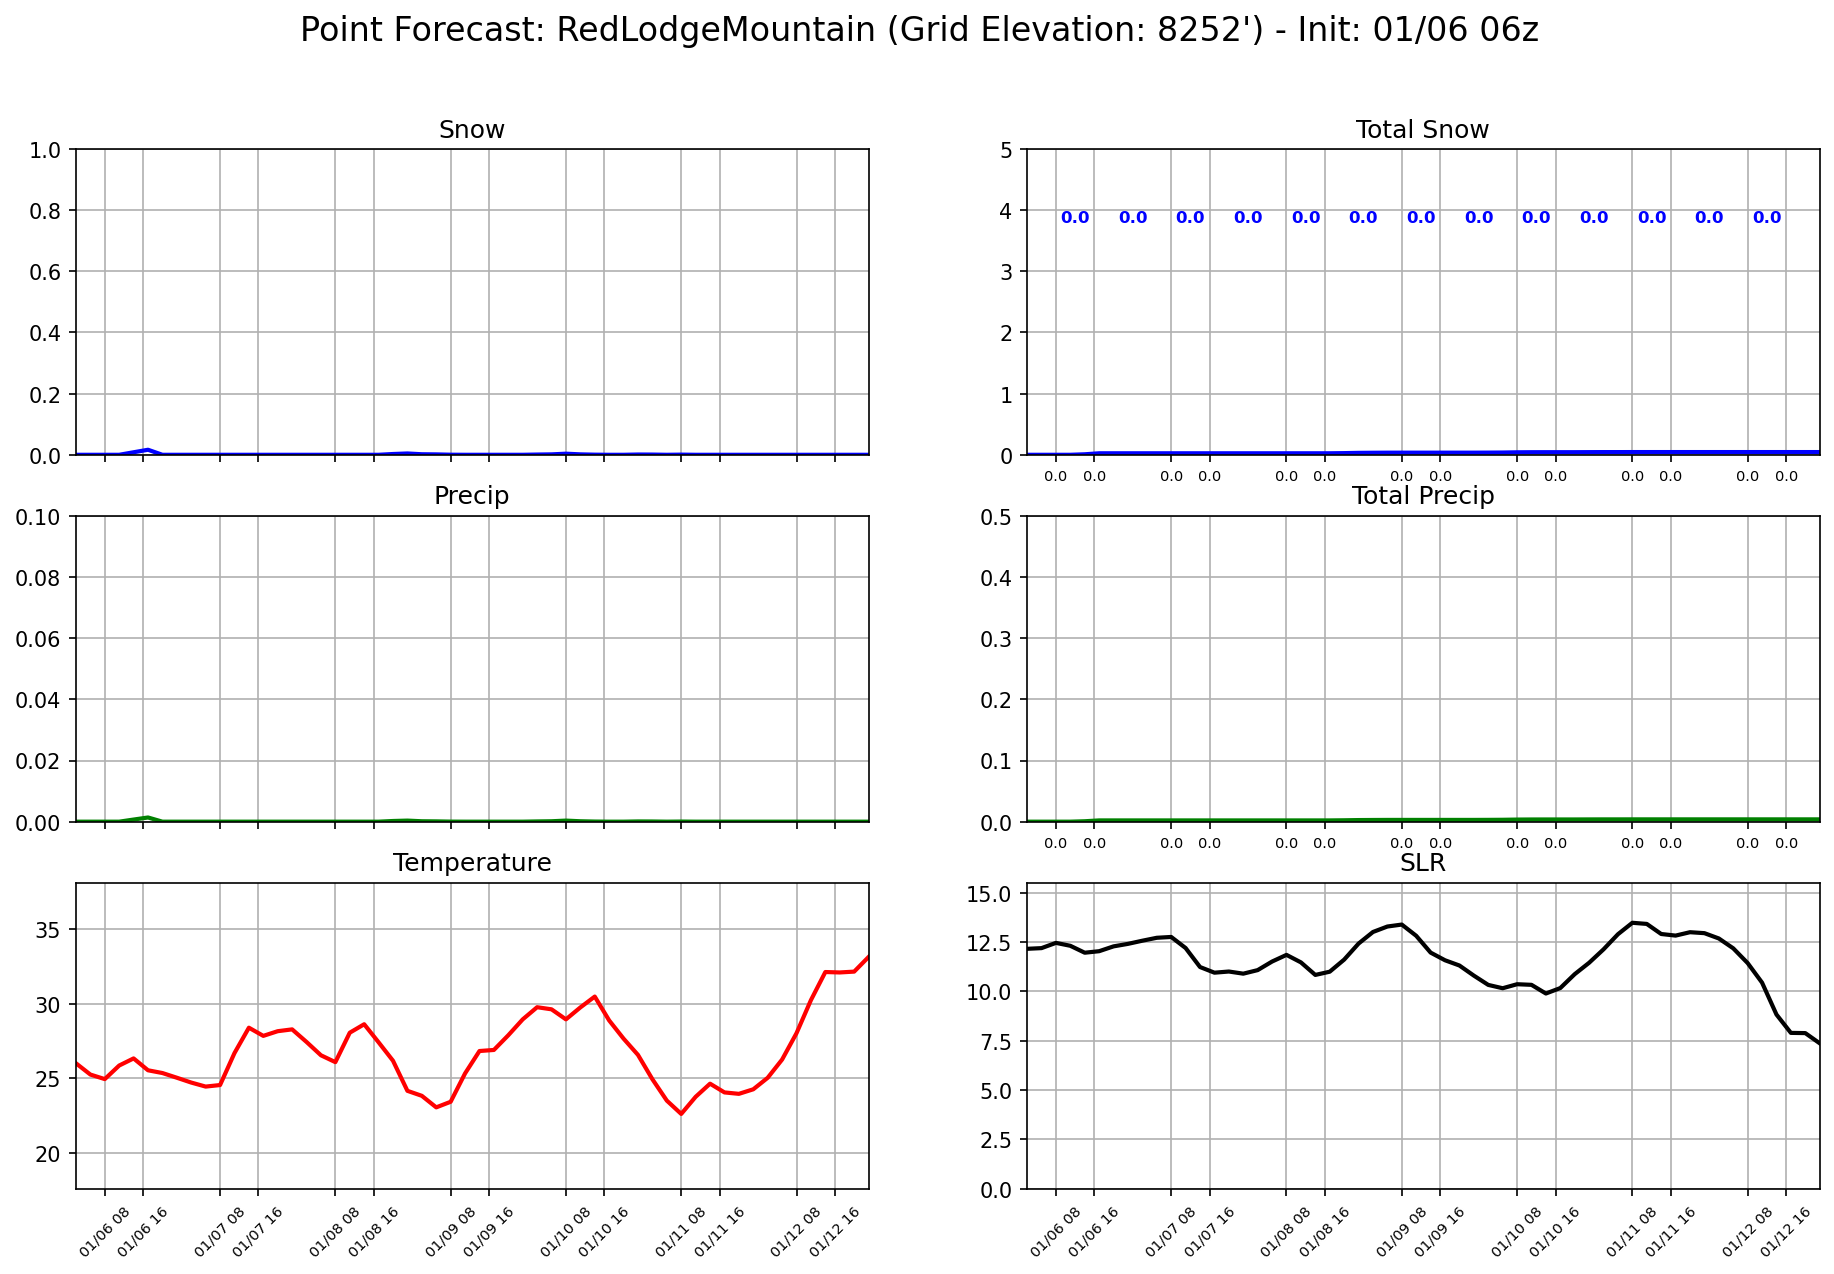 Point Forecast: RedLodgeMountain (Grid Elevation: 8252') - Init: 01/06 06z
Snow
1.0
0.8
0.6
0.4
0.2
0.0
Total Snow
5
4
3
2
1
0
0.0 0.0 0.0 0.0 0.0 0.0 0.0 0.0 0.0 0.0 0.0 0.0 0.0
0.0 0.0 0.0 0.0 0.0 0.0 0.0 0.0 0.0 0.0 0.0 0.0 0.0 0.0
Precip
0.10
0.08
0.06
0.04
0.02
0.00
Total Precip
0.5
0.4
0.3
0.2
0.1
0.0
0.0 0.0 0.0 0.0 0.0 0.0 0.0 0.0 0.0 0.0 0.0 0.0 0.0 0.0
Temperature
35
30
25
20
01/06 08 01/06 16 01/07 08 01/07 16 01/08 08 01/08 16 01/09 08 01/09 16 01/10 08 01/10 16 01/11 08 01/11 16 01/12 08 01/12 16
SLR
15.0
12.5
10.0
7.5
5.0
2.5
0.0
01/06 08 01/06 16 01/07 08 01/07 16 01/08 08 01/08 16 01/09 08 01/09 16 01/10 08 01/10 16 01/11 08 01/11 16 01/12 08 01/12 16